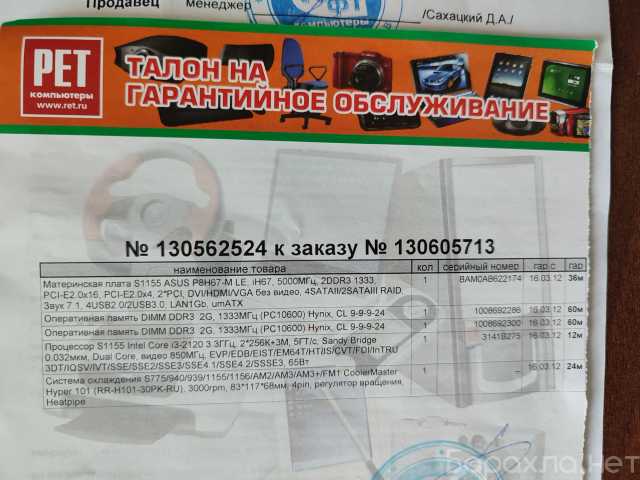 Продавец менеджер /Сахацкий Д.А./
компьютеры
РЕТ
компьютеры
www.ret.ru
ТАЛОН НА
ГАРАНТИЙНОЕ ОБСЛУЖИВАНИЕ
№ 130562524 к заказу № 130605713
наименование товара кол серийный номер гар с гар
Материнская плата S1155 ASUS P8H67-M LE, iH67, 5000МГц, 2DDR3 1333, 1 BAM0AB622174 16.03.12 36м
PCI-E2.0x16, PCI-E2.0x4, 2*PCI, DVI/HDMI/VGA без видео, 4SATAII/2SATAIII RAID,
Звук 7.1, 4USB2.0/2USB3.0, LAN1Gb, umATX
Оперативная память DIMM DDR3 2G, 1333МГц (PC10600) Hynix, CL 9-9-9-24 1 1008692286 16.03.12 60м
Оперативная память DIMM DDR3 2G, 1333МГц (PC10600) Hynix, CL 9-9-9-24 1 1008692300 16.03.12 60м
Процессор S1155 Intel Core i3-2120 3.3ГГц, 2*256K+3M, 5ГТ/с, Sandy Bridge 1 3141B275 16.03.12 12м
0.032мкм, Dual Core, видео 850МГц, EVP/EDB/EIST/EM64T/HT/IS/CVT/FDI/InTRU
3DT/IQSV/IVT/SSE/SSE2/SSE3/SSE4.1/SSE4.2/SSSE3, 65Вт
Система охлаждения S775/940/939/1155/1156/AM2/AM3/AM3+/FM1 CoolerMaster 1 - 16.03.12 24м
Hyper 101 (RR-H101-30PK-RU). 3000rpm, 83*117*68мм, 4pin, регулятор вращения,
Heatpipe
Барахла.нет